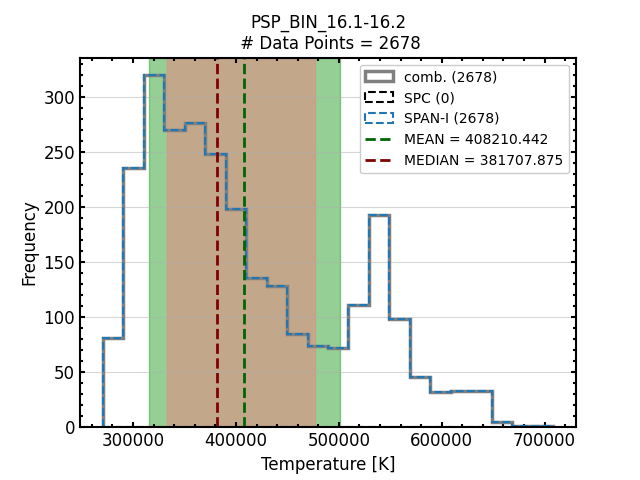 PSP_BIN_16.1-16.2
# Data Points = 2678
comb. (2678)
SPC (0)
SPAN-I (2678)
MEAN = 408210.442
MEDIAN = 381707.875
Frequency
300
250
200
150
100
50
0
300000
400000
500000
600000
700000
Temperature [K]